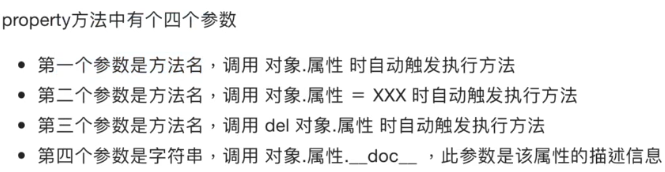 property方法中有个四个参数
• 第一个参数是方法名，调用 对象.属性 时自动触发执行方法
• 第二个参数是方法名，调用 对象.属性 ＝ XXX 时自动触发执行方法
• 第三个参数是方法名，调用 del 对象.属性 时自动触发执行方法
• 第四个参数是字符串，调用 对象.属性.__doc__ ，此参数是该属性的描述信息